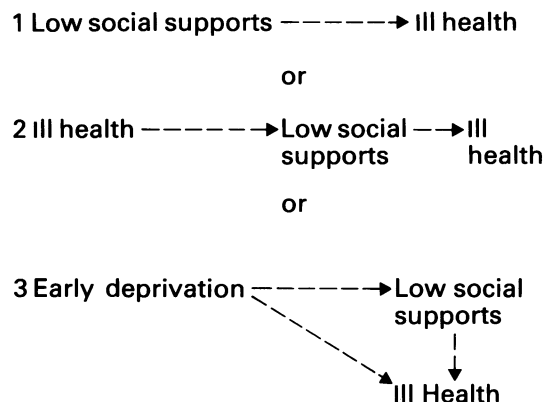 1 Low social supports Ill health
or
2 Ill health Low social supports Ill health
or
3 Early deprivation Low social supports
Ill Health